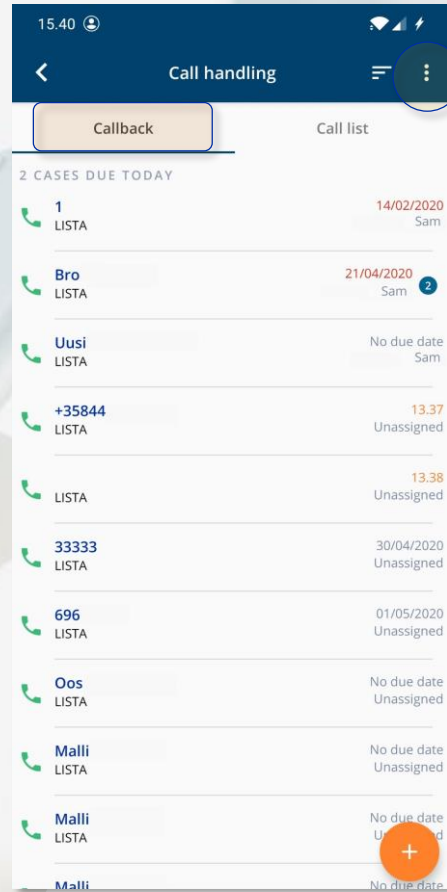 15.40
Call handling
Callback
Call list
2 CASES DUE TODAY
1
14/02/2020
LISTA
Sam
Bro
21/04/2020
LISTA
Sam
2
Uusi
No due date
LISTA
Sam
+35844
13.37
LISTA
Unassigned
13.38
LISTA
Unassigned
33333
30/04/2020
LISTA
Unassigned
696
01/05/2020
LISTA
Unassigned
Oos
No due date
LISTA
Unassigned
Malli
No due date
LISTA
Unassigned
Malli
No due date
LISTA
+
Malli
No due date